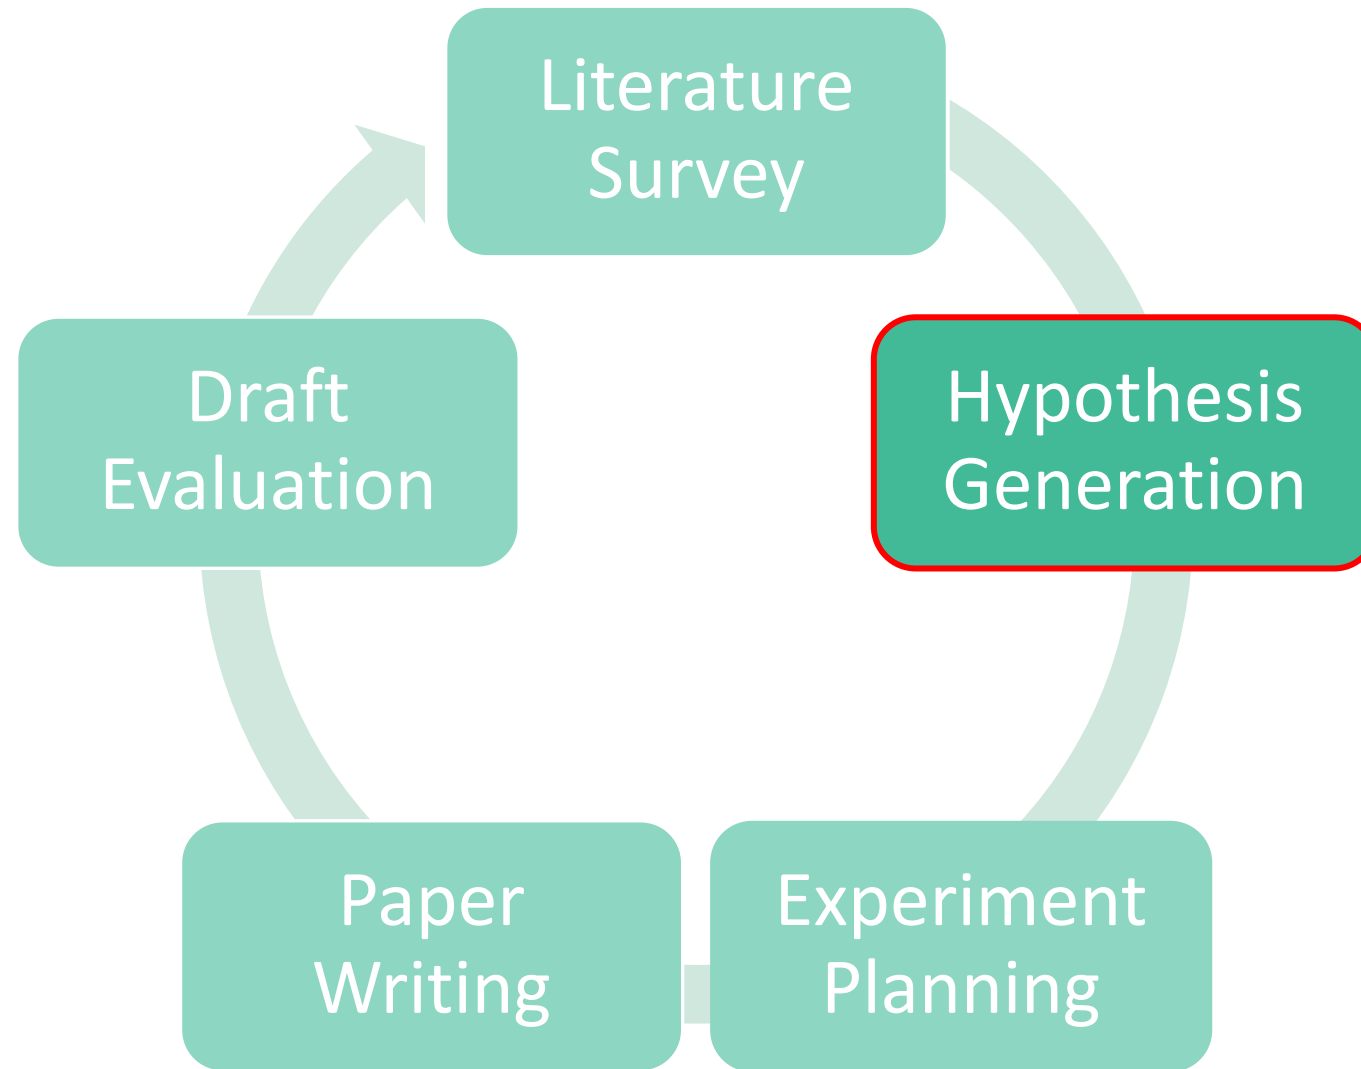 Literature
Survey
Hypothesis
Generation
Experiment
Planning
Paper
Writing
Draft
Evaluation